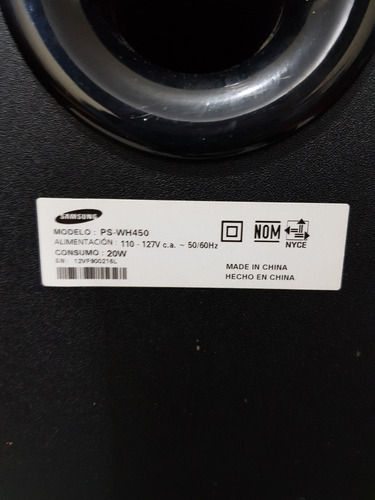 SAMSUNG
MODELO : PS-WH450
ALIMENTACIÓN : 110 - 127V c.a. ~ 50/60Hz
CONSUMO : 20W
S/N : 12VF900216L
NOM
NYCE
MADE IN CHINA
HECHO EN CHINA